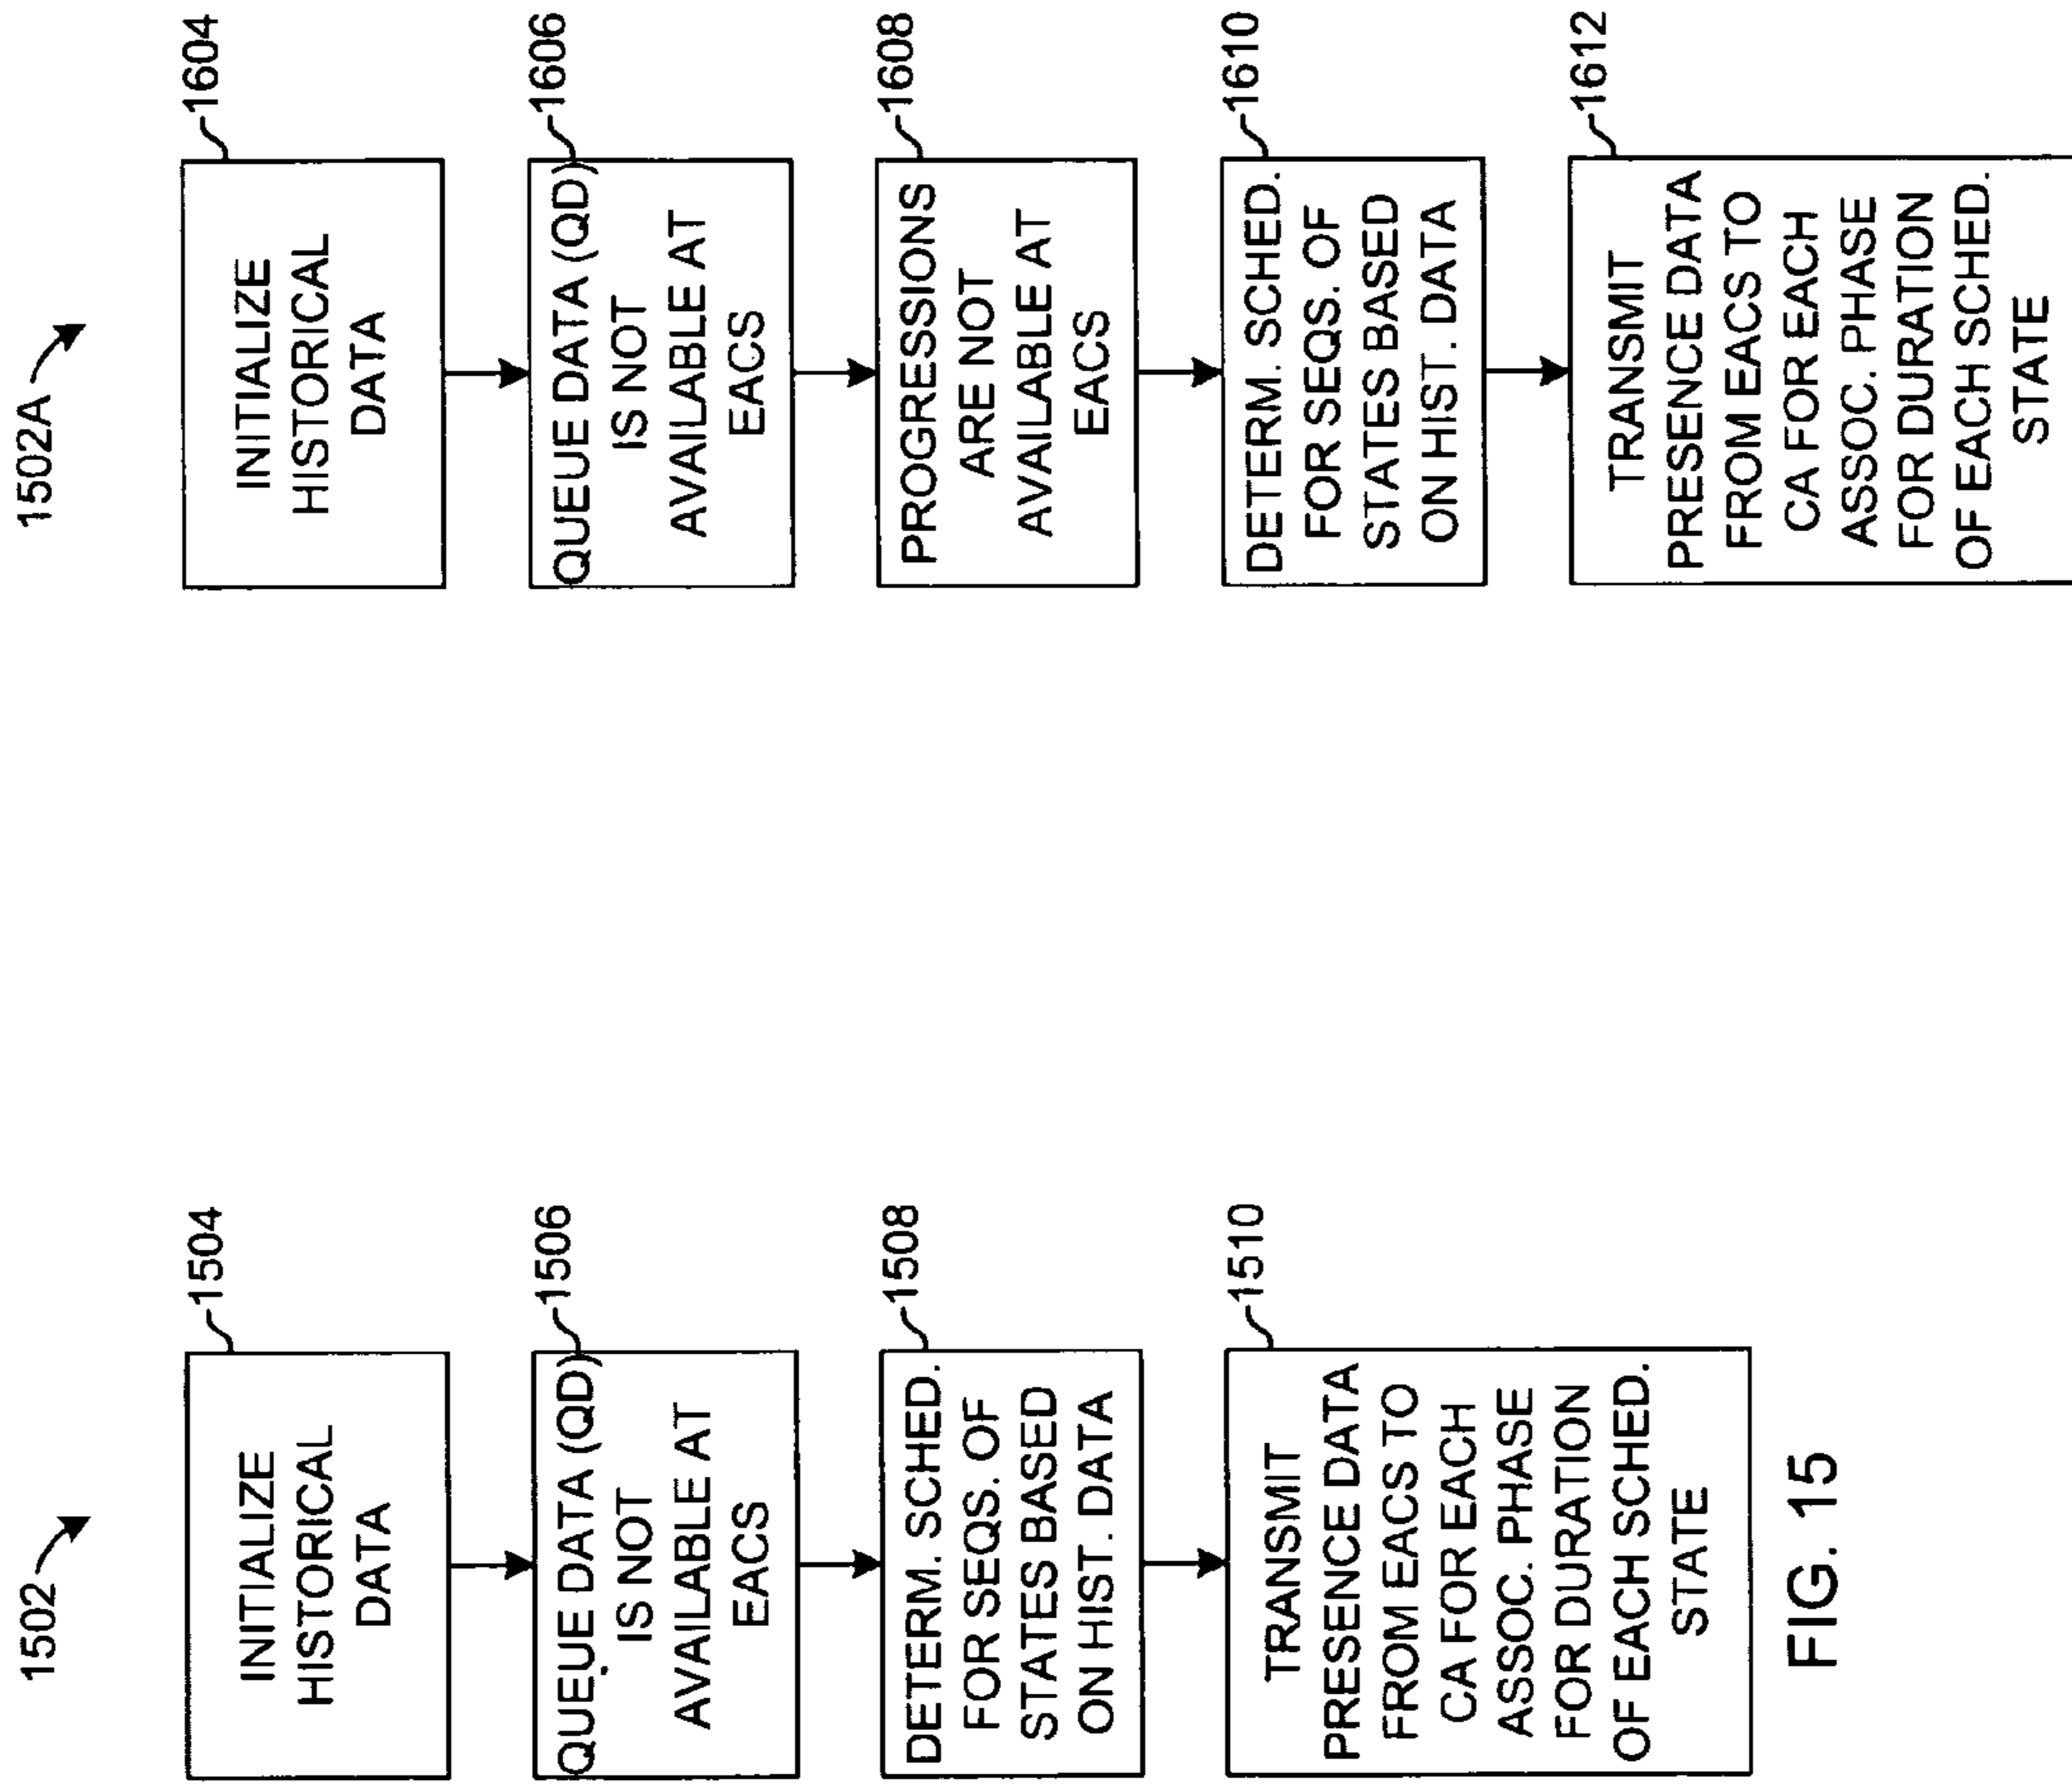 1502
1504
INITIALIZE
HISTORICAL
DATA
1506
QUEUE DATA (QD)
IS NOT
AVAILABLE AT
EACS
1508
DETERM. SCHED.
FOR SEQS. OF
STATES BASED
ON HIST. DATA
1510
TRANSMIT
PRESENCE DATA
FROM EACS TO
CA FOR EACH
ASSOC. PHASE
FOR DURATION
OF EACH SCHED.
STATE
FIG. 15
1502A
1604
INITIALIZE
HISTORICAL
DATA
1606
QUEUE DATA (QD)
IS NOT
AVAILABLE AT
EACS
1608
PROGRESSIONS
ARE NOT
AVAILABLE AT
EACS
1610
DETERM. SCHED.
FOR SEQS. OF
STATES BASED
ON HIST. DATA
1612
TRANSMIT
PRESENCE DATA
FROM EACS TO
CA FOR EACH
ASSOC. PHASE
FOR DURATION
OF EACH SCHED.
STATE